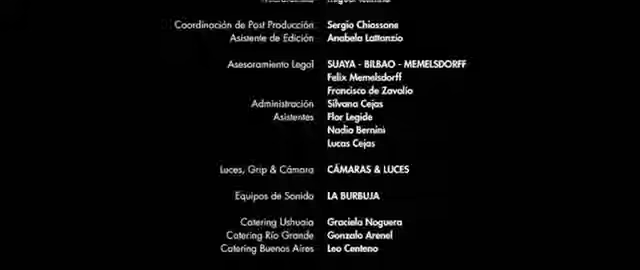 Coordinación de Post Producción Sergio Chiassone
Asistente de Edición Anabela Lattanzio
Asesoramiento Legal SUAYA - BILBAO - MEMELSDORFF
Felix Memelsdorff
Francisco de Zavalío
Administración Silvana Cejas
Asistentes Flor Legide
Nadia Bernini
Lucas Cejas
Luces, Grip & Cámara CÁMARAS & LUCES
Equipos de Sonido LA BURBUJA
Catering Ushuaia Graciela Noguera
Catering Río Grande Gonzalo Arenel
Catering Buenos Aires Leo Centeno